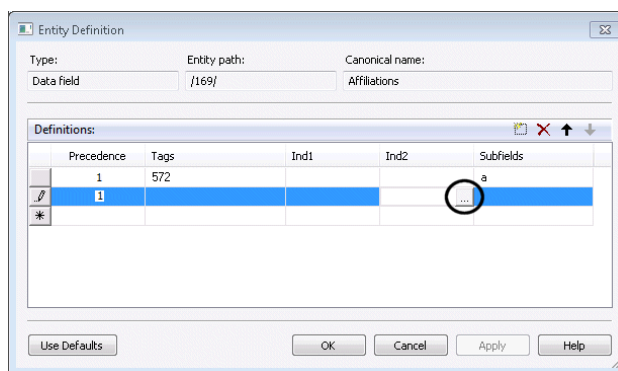 Entity Definition
Type: Entity path: Canonical name:
Data field /169/ Affiliations
Definitions:
Precedence Tags Ind1 Ind2 Subfields
1 572 a
1 ...
*
Use Defaults OK Cancel Apply Help